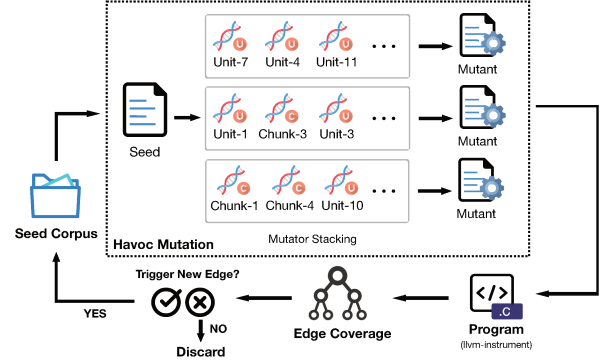 U
U
U
...
Unit-7
Unit-4
Unit-11
Mutant
U
C
U
...
Seed
Unit-1
Chunk-3
Unit-3
Mutant
C
C
U
...
Chunk-1
Chunk-4
Unit-10
Mutant
Seed Corpus
Havoc Mutation
Mutator Stacking
Trigger New Edge?
</>
.C
YES
NO
Edge Coverage
Program
(llvm-instrument)
Discard